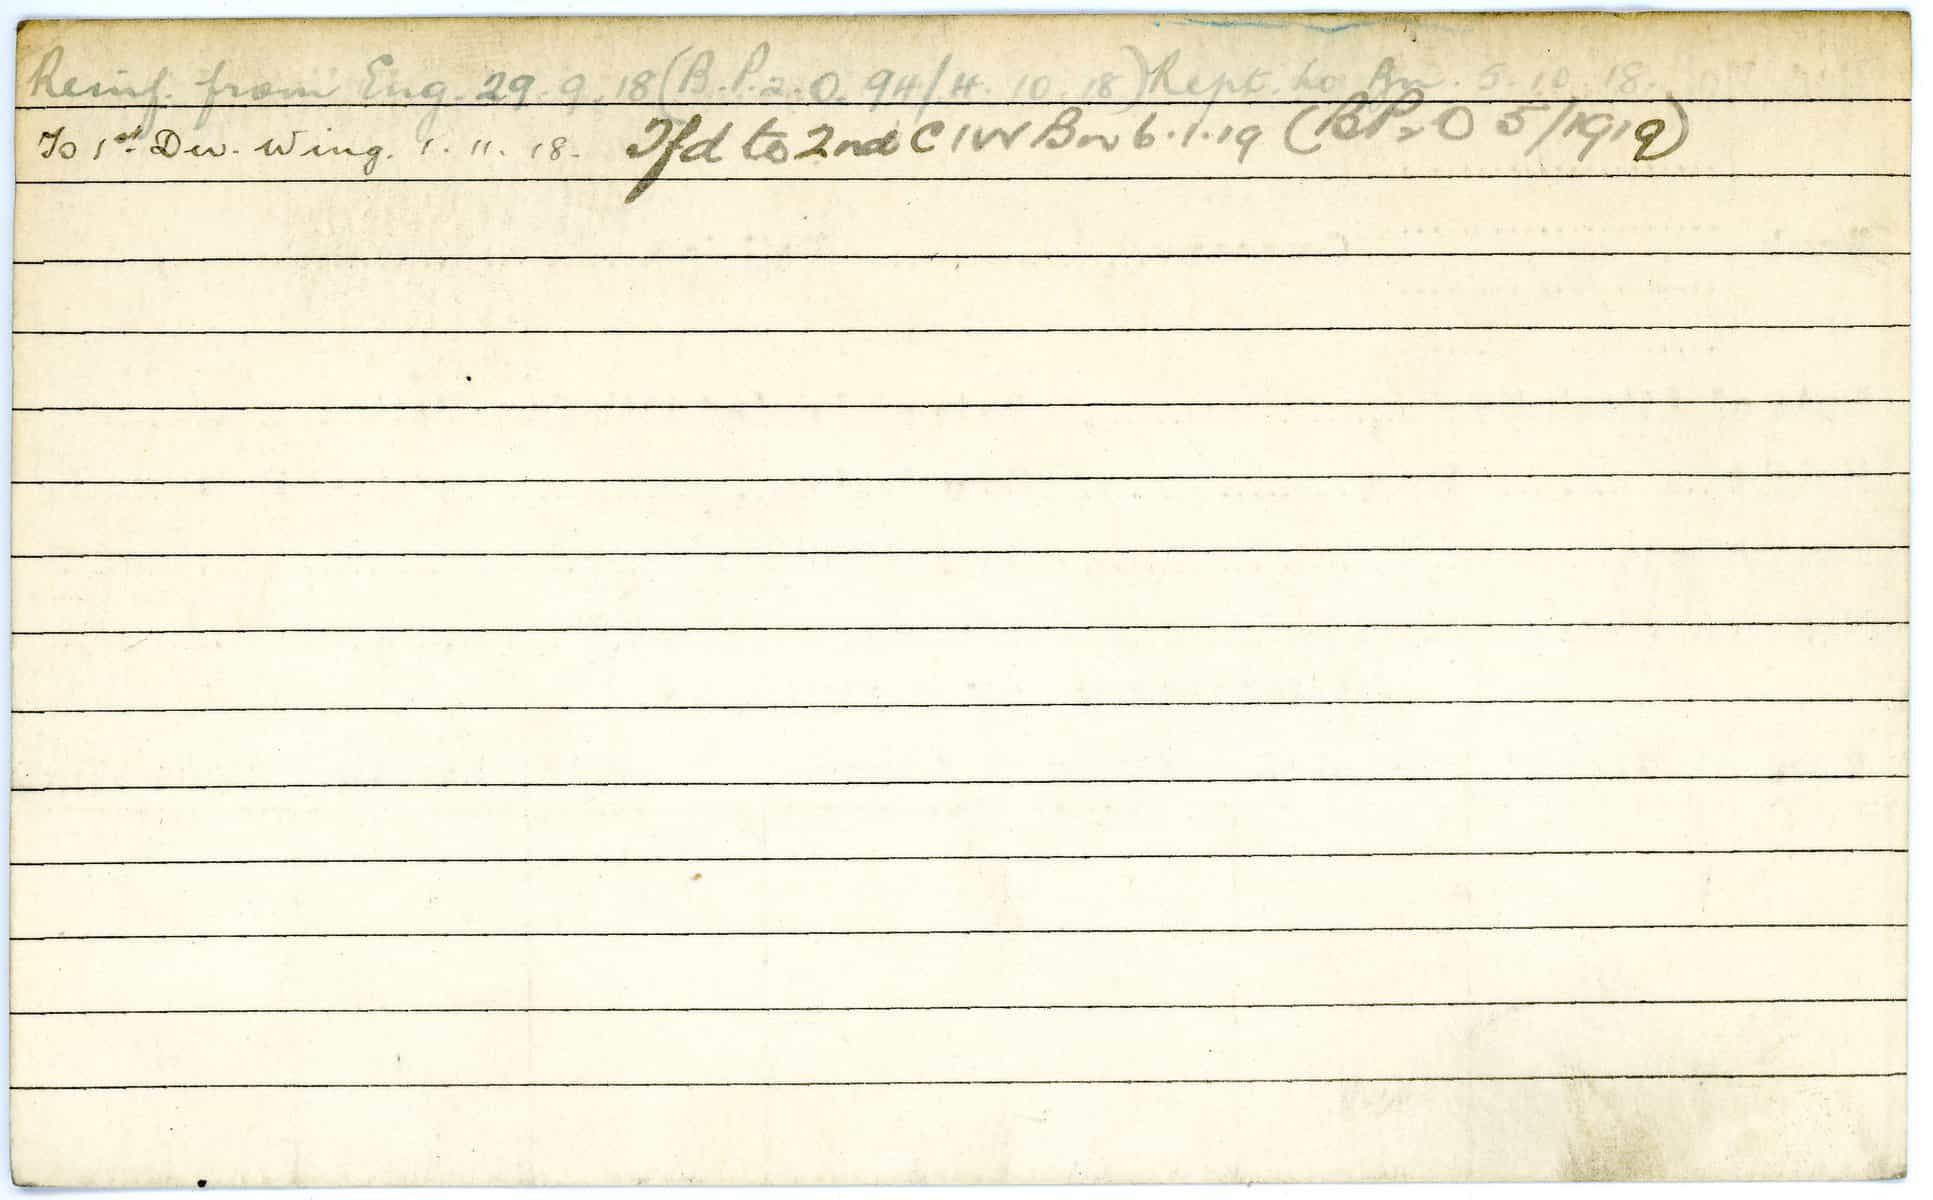 Reinf. from Eng. 29.9.18 (B.P.2.O. 94/4.10.18) Rept. to Bn. 5.10.18.
To 1st Div. Wing. 1.11.18. Tfd to 2nd CIW Bn 6.1.19 (BP2O 5/1919)